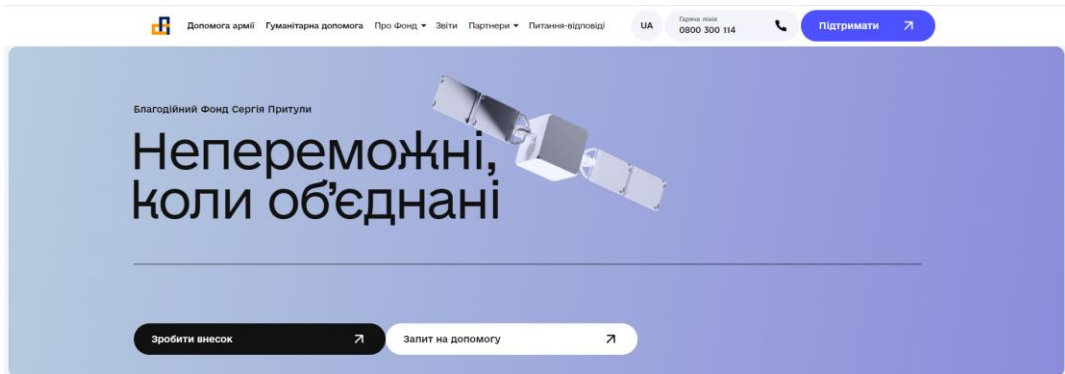 Допомога армії Гуманітарна допомога Про Фонд Звіти Партнери Питання-відповіді UA Гаряча лінія
0800 300 114 Підтримати
Благодійний Фонд Сергія Притули
Непереможні,
коли об'єднані
Зробити внесок Запит на допомогу